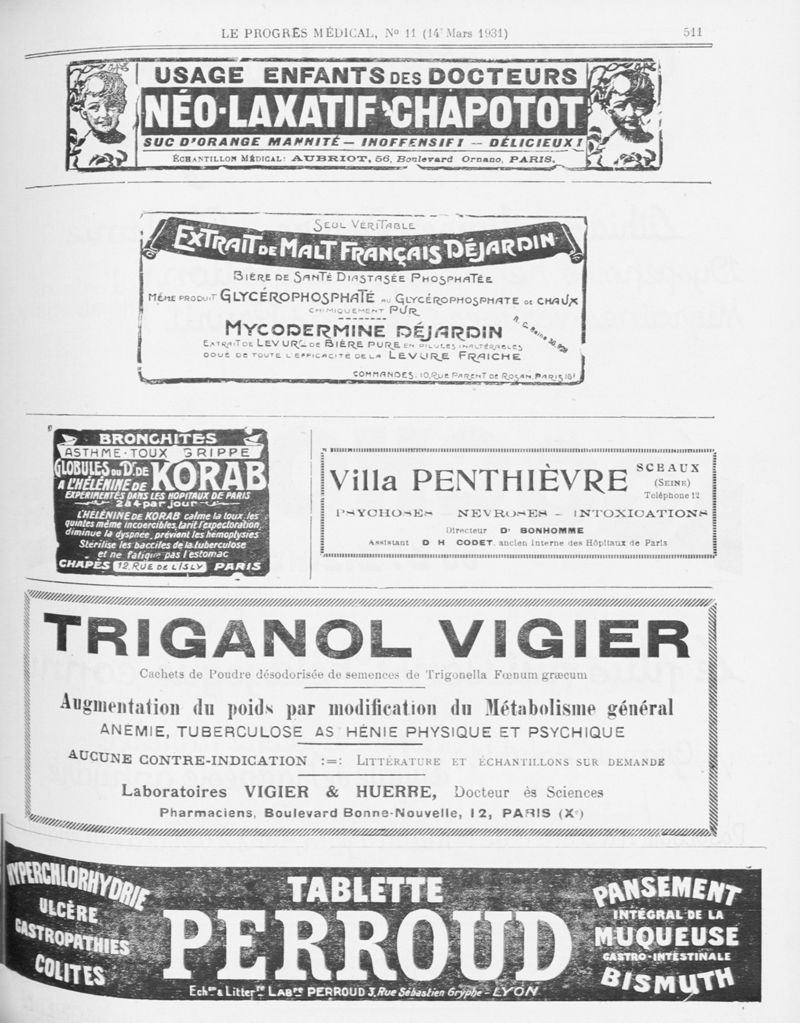 LE PROGRÈS MÉDICAL, No 11 (14 Mars 1931) 511
USAGE ENFANTS DES DOCTEURS
NÉO-LAXATIF CHAPOTOT
SUC D'ORANGE MANNITÉ — INOFFENSIF! — DÉLICIEUX!
ÉCHANTILLON MÉDICAL: AUBRIOT, 56, Boulevard Ornano, PARIS.
SEUL VÉRITABLE
EXTRAIT DE MALT FRANÇAIS DÉJARDIN
BIÈRE DE SANTÉ DIASTASÉE PHOSPHATÉE
MÊME PRODUIT GLYCÉROPHOSPHATÉ AU GLYCÉROPHOSPHATE DE CHAUX
CHIMIQUEMENT PUR
MYCODERMINE DÉJARDIN
EXTRAIT DE LEVURE DE BIÈRE PURE EN PILULES INALTÉRABLES
DOUÉ DE TOUTE L'EFFICACITÉ DE LA LEVURE FRAICHE
R. C. Seine
COMMANDES: 10, RUE PARENT DE ROSAN, PARIS 16e
BRONCHITES
ASTHME-TOUX GRIPPE
GLOBULES DU Dr DE KORAB
A L'HÉLÉNINE DE
EXPERIMENTÉS DANS LES HOPITAUX DE PARIS
2 à 4 par jour
L'HÉLÉNINE DE KORAB calme la toux, les
quintes même incoercibles, tarit l'expectoration,
diminue la dyspnée, prévient les hemoptysies
Stérilise les bacilles de la tuberculose
et ne fatigue pas l'estomac
CHAPÈS 12, RUE DE L'ISLY PARIS
Villa PENTHIÈVRE SCEAUX
(SEINE)
Téléphone 12
PSYCHOSES — NEVROSES — INTOXICATIONS
Directeur Dr BONHOMME
Assistant D H CODET, ancien interne des Hôpitaux de Paris
TRIGANOL VIGIER
Cachets de Poudre désodorisée de semences de Trigonella Fœnum græcum
Augmentation du poids par modification du Métabolisme général
ANÉMIE, TUBERCULOSE AS HÉNIE PHYSIQUE ET PSYCHIQUE
AUCUNE CONTRE-INDICATION :=: LITTÉRATURE ET ÉCHANTILLONS SUR DEMANDE
Laboratoires VIGIER & HUERRE, Docteur ès Sciences
Pharmaciens, Boulevard Bonne-Nouvelle, 12, PARIS (Xe)
HYPERCHLORHYDRIE
ULCÈRE
GASTROPATHIES
COLITES
TABLETTE
PERROUD
Echons & Littérre LABres PERROUD 3, Rue Sébastien Gryphe - LYON
PANSEMENT
INTÉGRAL DE LA
MUQUEUSE
GASTRO-INTESTINALE
BISMUTH